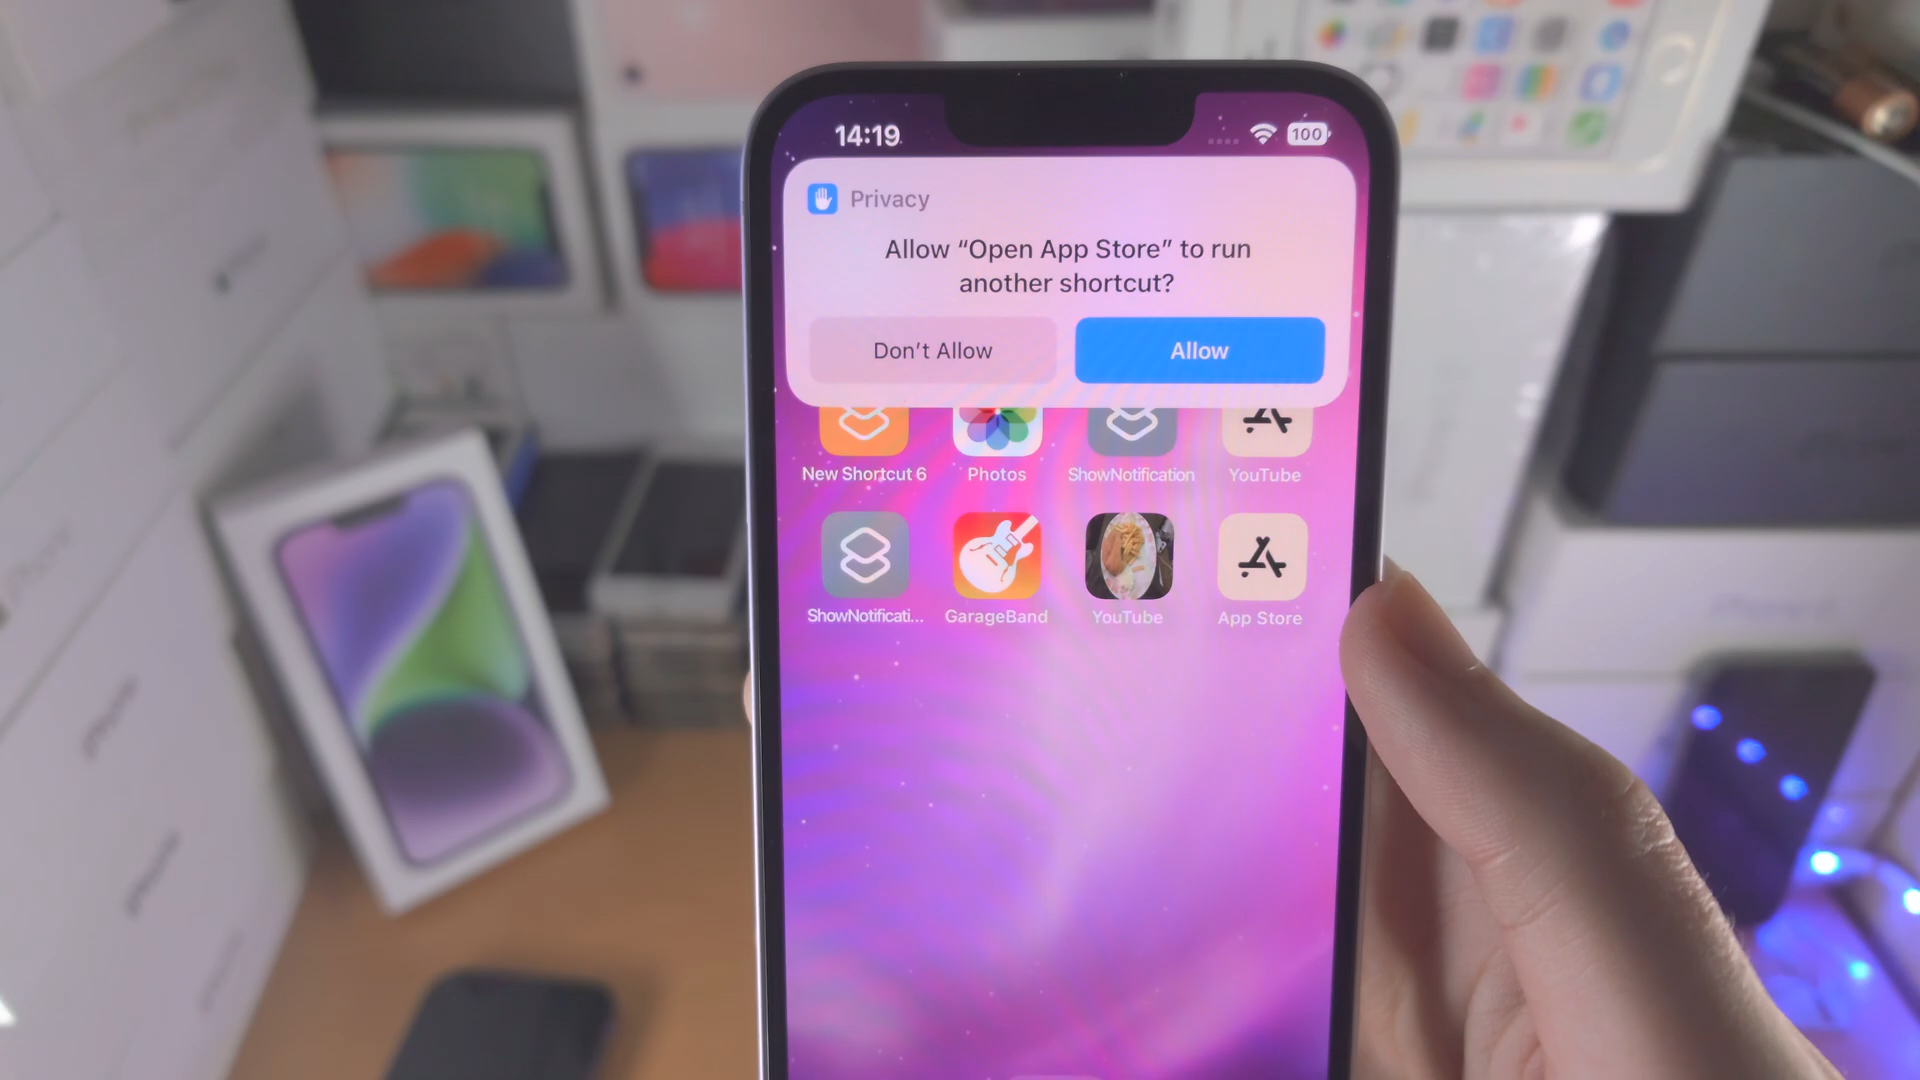 14:19
100
Privacy
Allow “Open App Store” to run
another shortcut?
Don’t Allow
Allow
New Shortcut 6
Photos
ShowNotification
YouTube
ShowNotificati...
GarageBand
YouTube
App Store